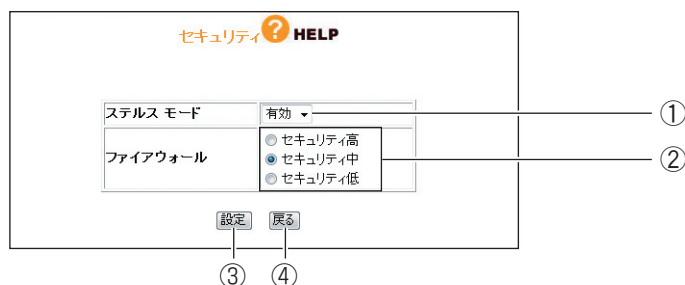 セキュリティ ? HELP
ステルス モード 有効 ①
ファイアウォール
セキュリティ高
セキュリティ中 ②
セキュリティ低
設定 戻る
③ ④